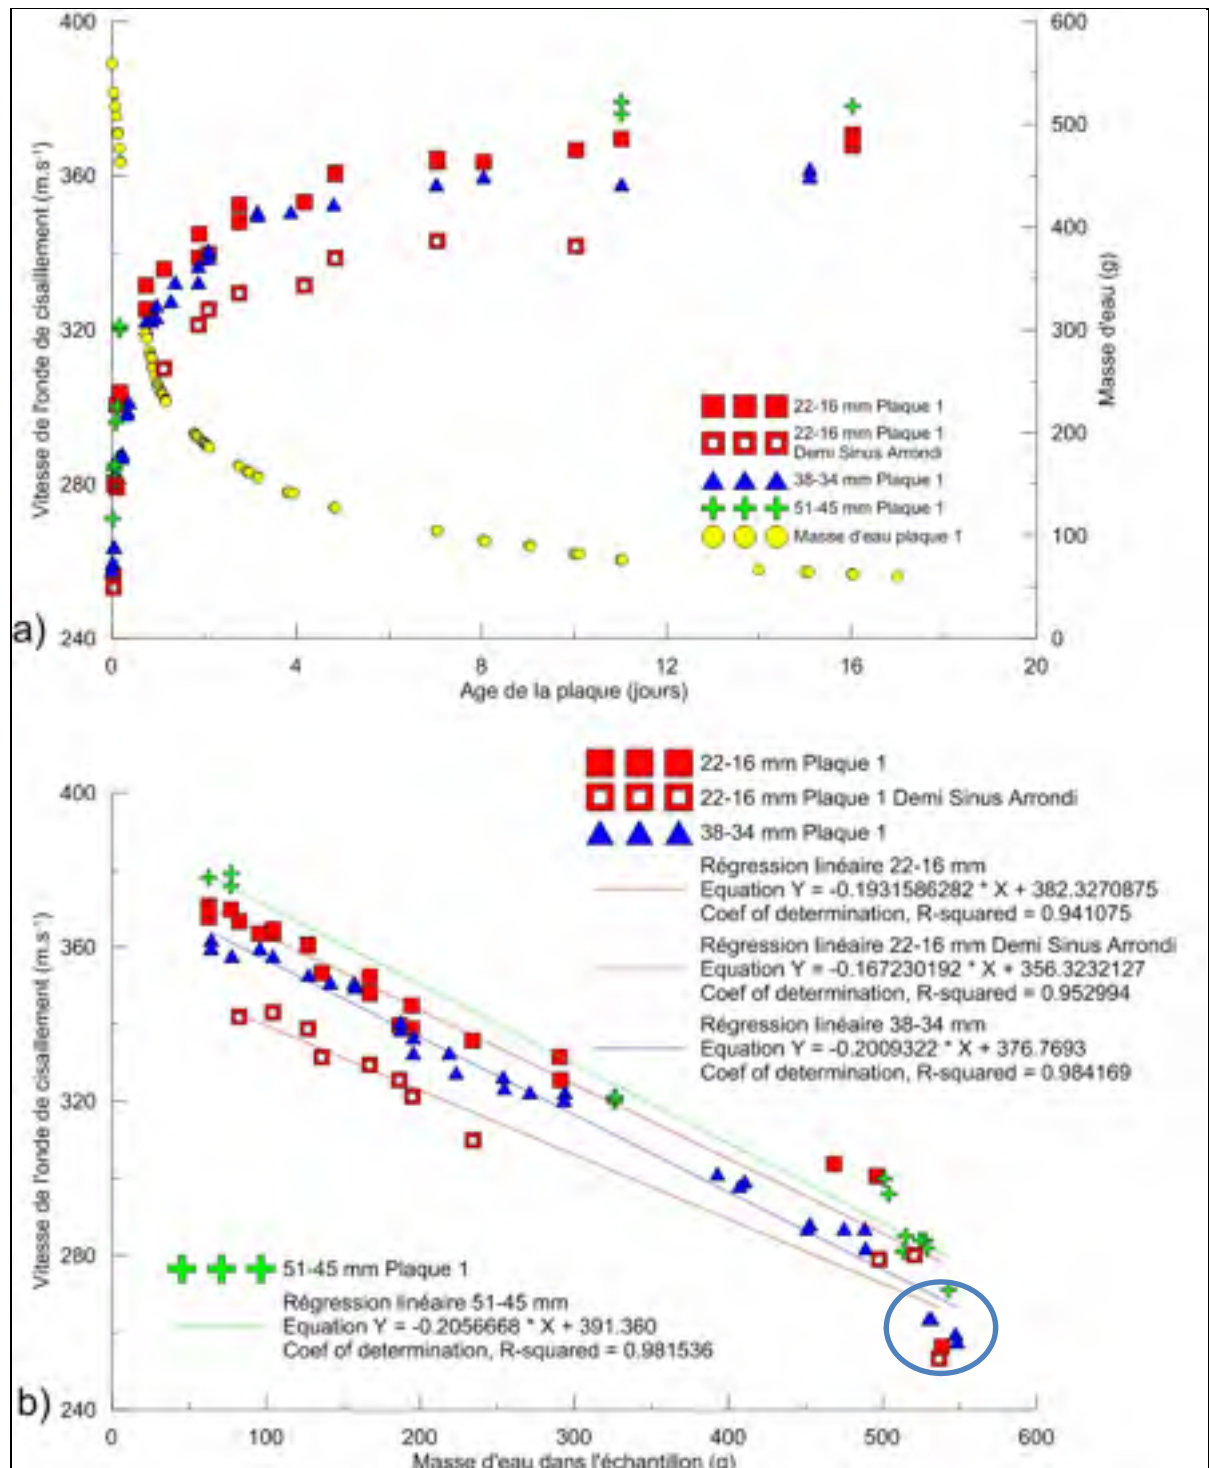 400
360
320
280
240
Vitesse de l'onde de cisaillement (m.s⁻¹)
600
500
400
300
200
100
0
Masse d'eau (g)
22-16 mm Plaque 1
22-16 mm Plaque 1
Demi Sinus Arrondi
38-34 mm Plaque 1
51-45 mm Plaque 1
Masse d'eau plaque 1
a)
0 4 8 12 16 20
Age de la plaque (jours)
22-16 mm Plaque 1
22-16 mm Plaque 1 Demi Sinus Arrondi
38-34 mm Plaque 1
Régression linéaire 22-16 mm
Equation Y = -0.1931586282 * X + 382.3270875
Coef of determination, R-squared = 0.941075
Régression linéaire 22-16 mm Demi Sinus Arrondi
Equation Y = -0.167230192 * X + 356.3232127
Coef of determination, R-squared = 0.952994
Régression linéaire 38-34 mm
Equation Y = -0.2009322 * X + 376.7693
Coef of determination, R-squared = 0.984169
400
360
320
280
240
Vitesse de l'onde de cisaillement (m.s⁻¹)
51-45 mm Plaque 1
Régression linéaire 51-45 mm
Equation Y = -0.2056668 * X + 391.360
Coef of determination, R-squared = 0.981536
b)
0 100 200 300 400 500 600
Masse d'eau dans l'échantillon (g)